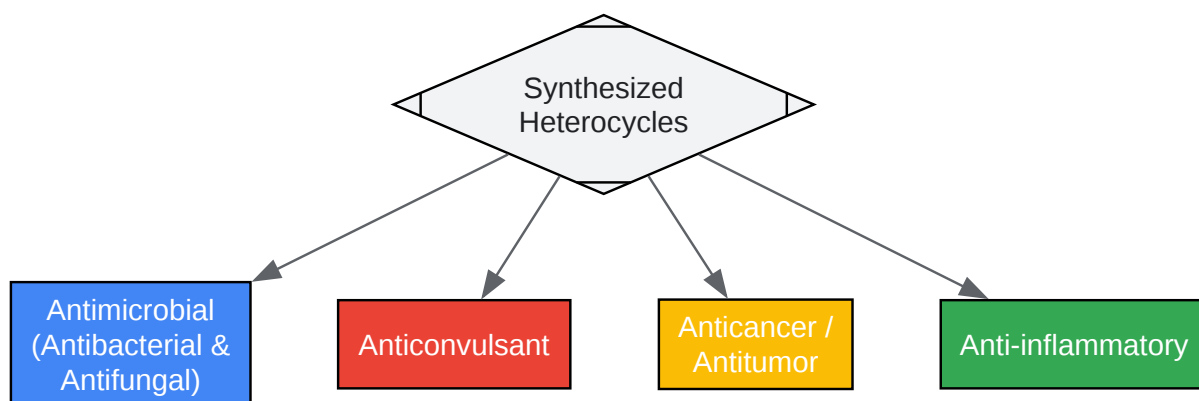 Synthesized
Heterocycles
Antimicrobial
(Antibacterial &
Antifungal)
Anticonvulsant
Anticancer /
Antitumor
Anti-inflammatory